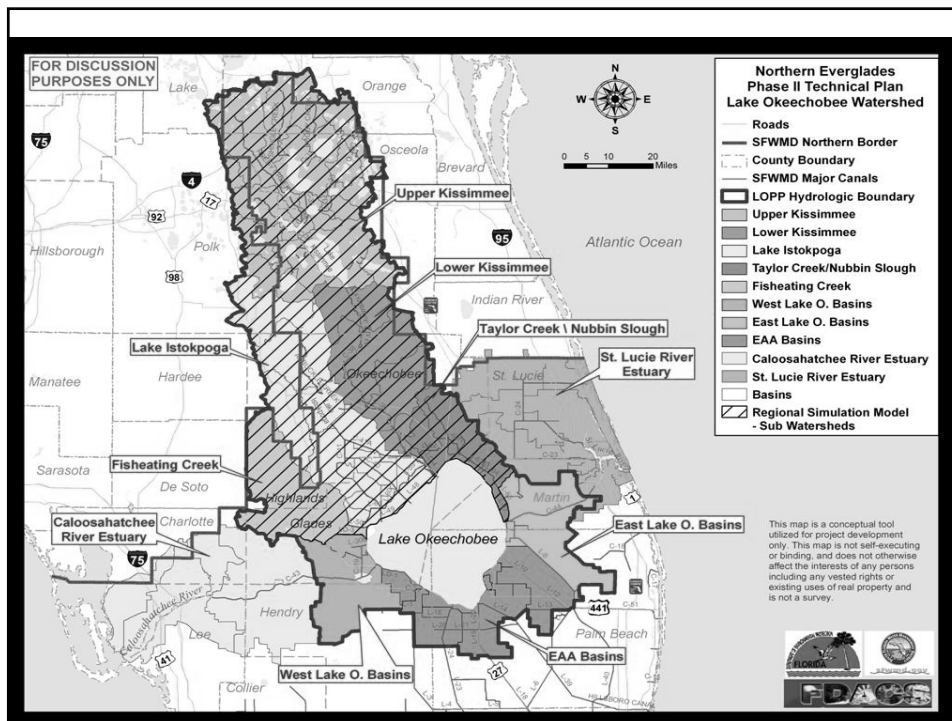 FOR DISCUSSION
PURPOSES ONLY
Lake
Orange
N
W
E
S
0 5 10 20
Miles
75
4
17
92
98
Osceola
Brevard
Upper Kissimmee
95
Hillsborough
Polk
Atlantic Ocean
Lower Kissimmee
Indian River
Taylor Creek \ Nubbin Slough
Lake Istokpoga
Okeechobee
St. Lucie
St. Lucie River
Estuary
Manatee
Hardee
C-24
C-23
Sarasota
Fisheating Creek
De Soto
Highlands
Martin
1
Charlotte
Glades
Caloosahatchee
River Estuary
Lake Okeechobee
East Lake O. Basins
C-18
75
Caloosahatchee River
Hendry
441
C-51
Lee
Palm Beach
41
West Lake O. Basins
EAA Basins
27
Collier
HILLSBORO CANAL
Northern Everglades
Phase II Technical Plan
Lake Okeechobee Watershed
Roads
SFWMD Northern Border
County Boundary
SFWMD Major Canals
LOPP Hydrologic Boundary
Upper Kissimmee
Lower Kissimmee
Lake Istokpoga
Taylor Creek/Nubbin Slough
Fisheating Creek
West Lake O. Basins
East Lake O. Basins
EAA Basins
Caloosahatchee River Estuary
St. Lucie River Estuary
Basins
Regional Simulation Model
- Sub Watersheds
This map is a conceptual tool
utilized for project development
only. This map is not self-executing
or binding, and does not otherwise
affect the interests of any persons
including any vested rights or
existing uses of real property and
is not a survey.
FLORIDA
FDACS